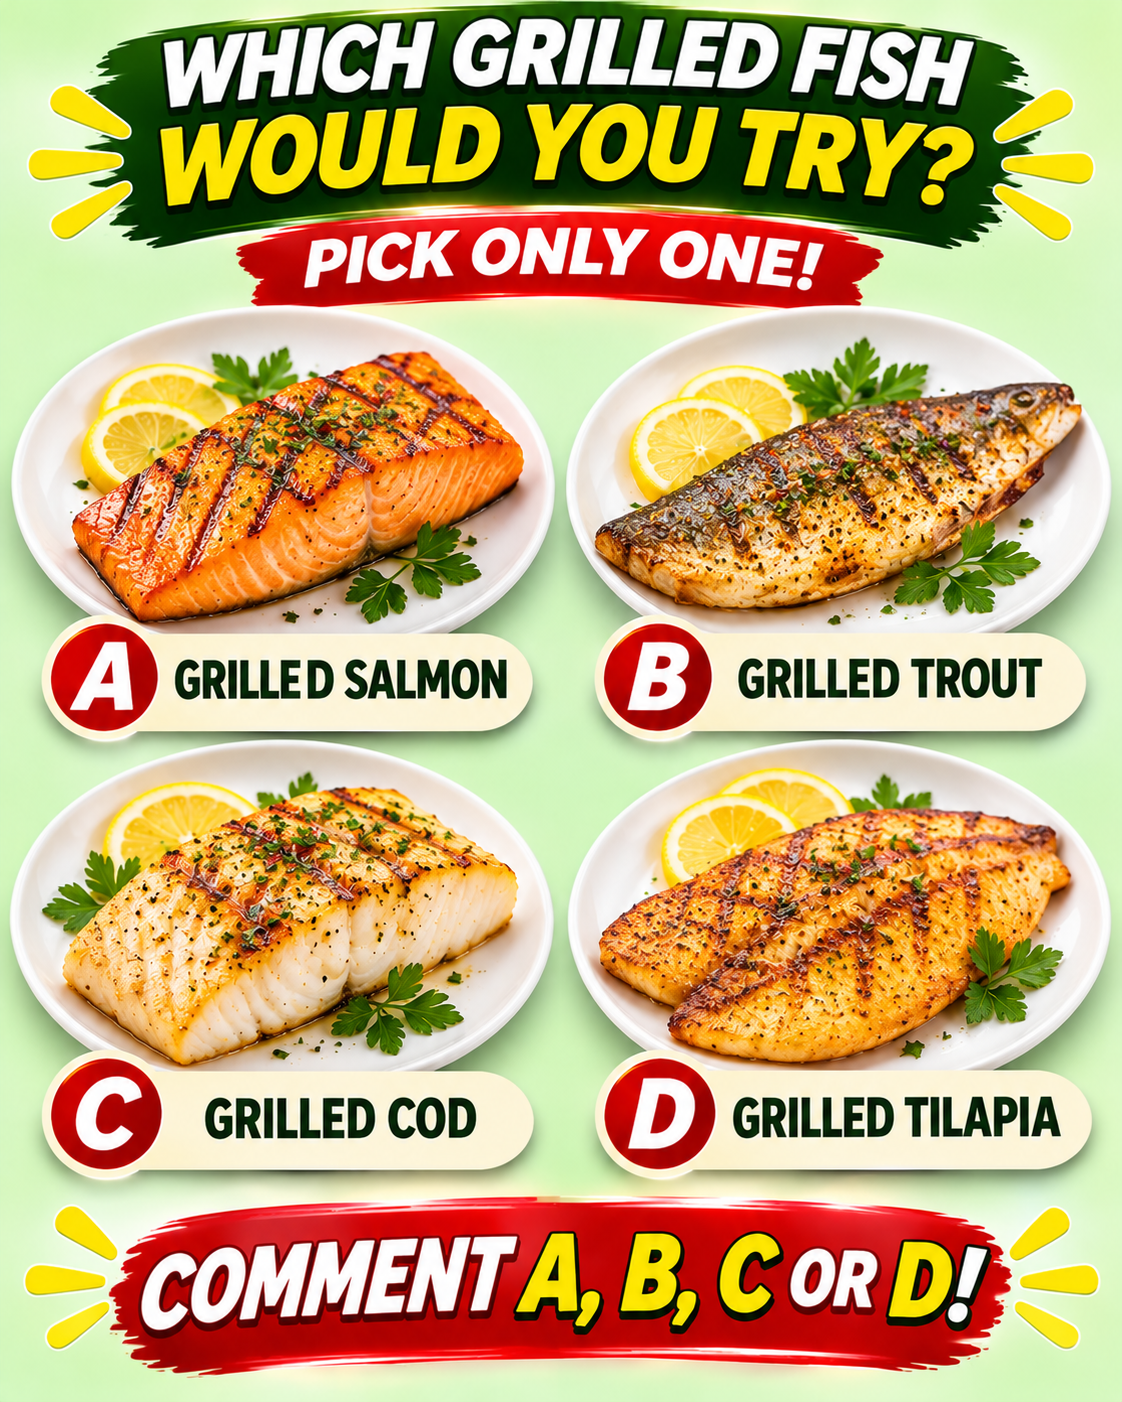 WHICH GRILLED FISH
WOULD YOU TRY?
PICK ONLY ONE!
A GRILLED SALMON
B GRILLED TROUT
C GRILLED COD
D GRILLED TILAPIA
COMMENT A, B, C OR D!